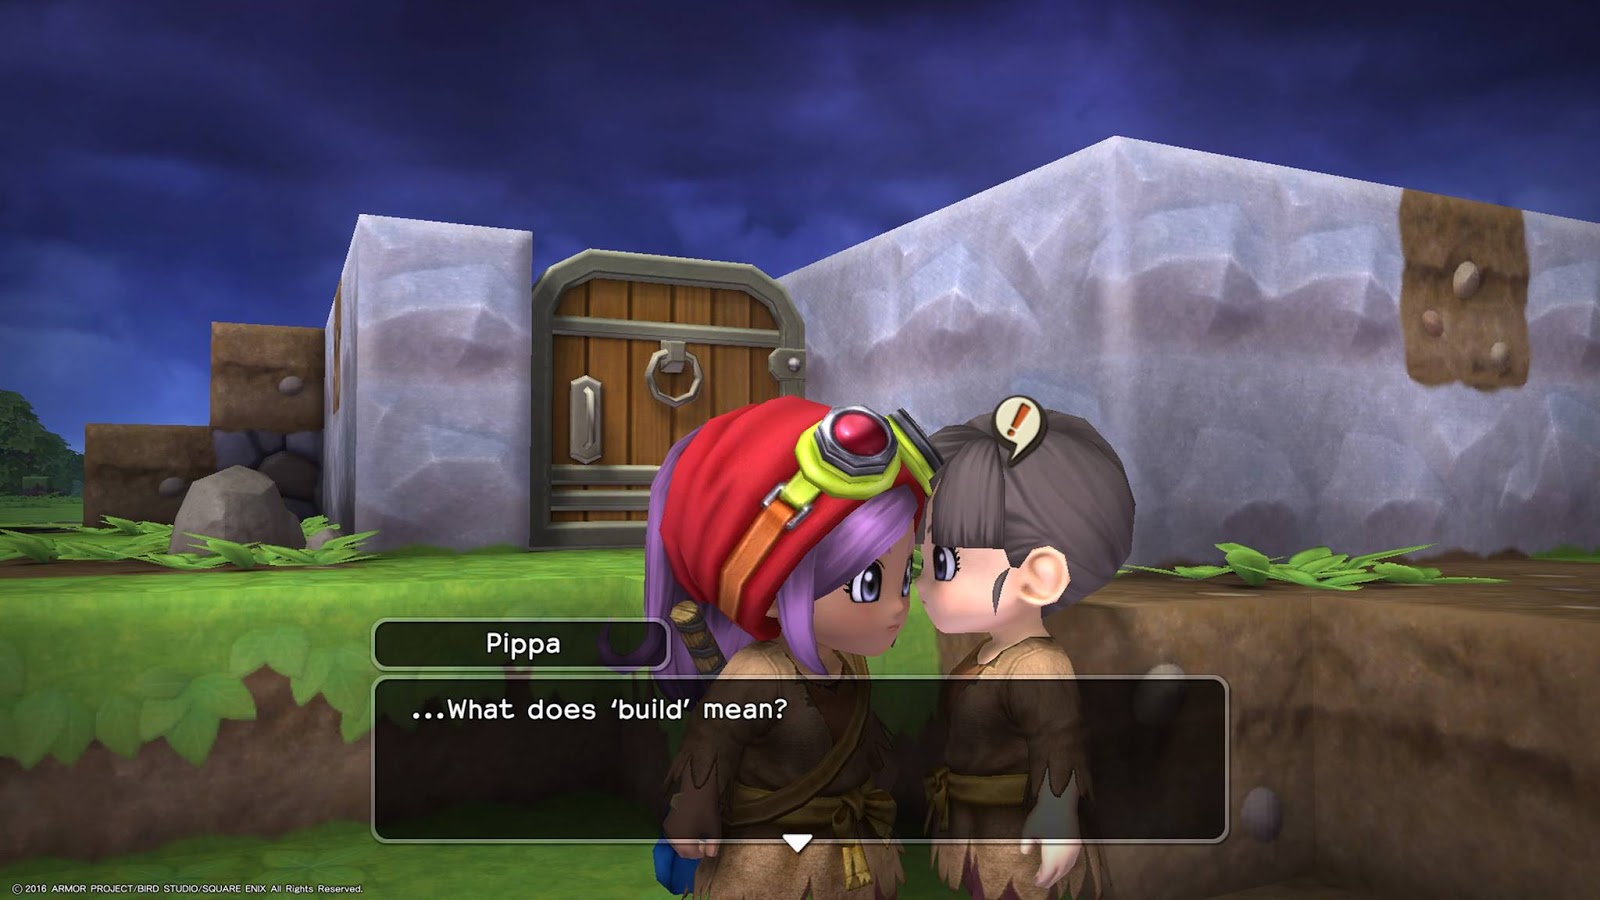 Pippa
...What does ‘build’ mean?
© 2016 ARMOR PROJECT/BIRD STUDIO/SQUARE ENIX All Rights Reserved.